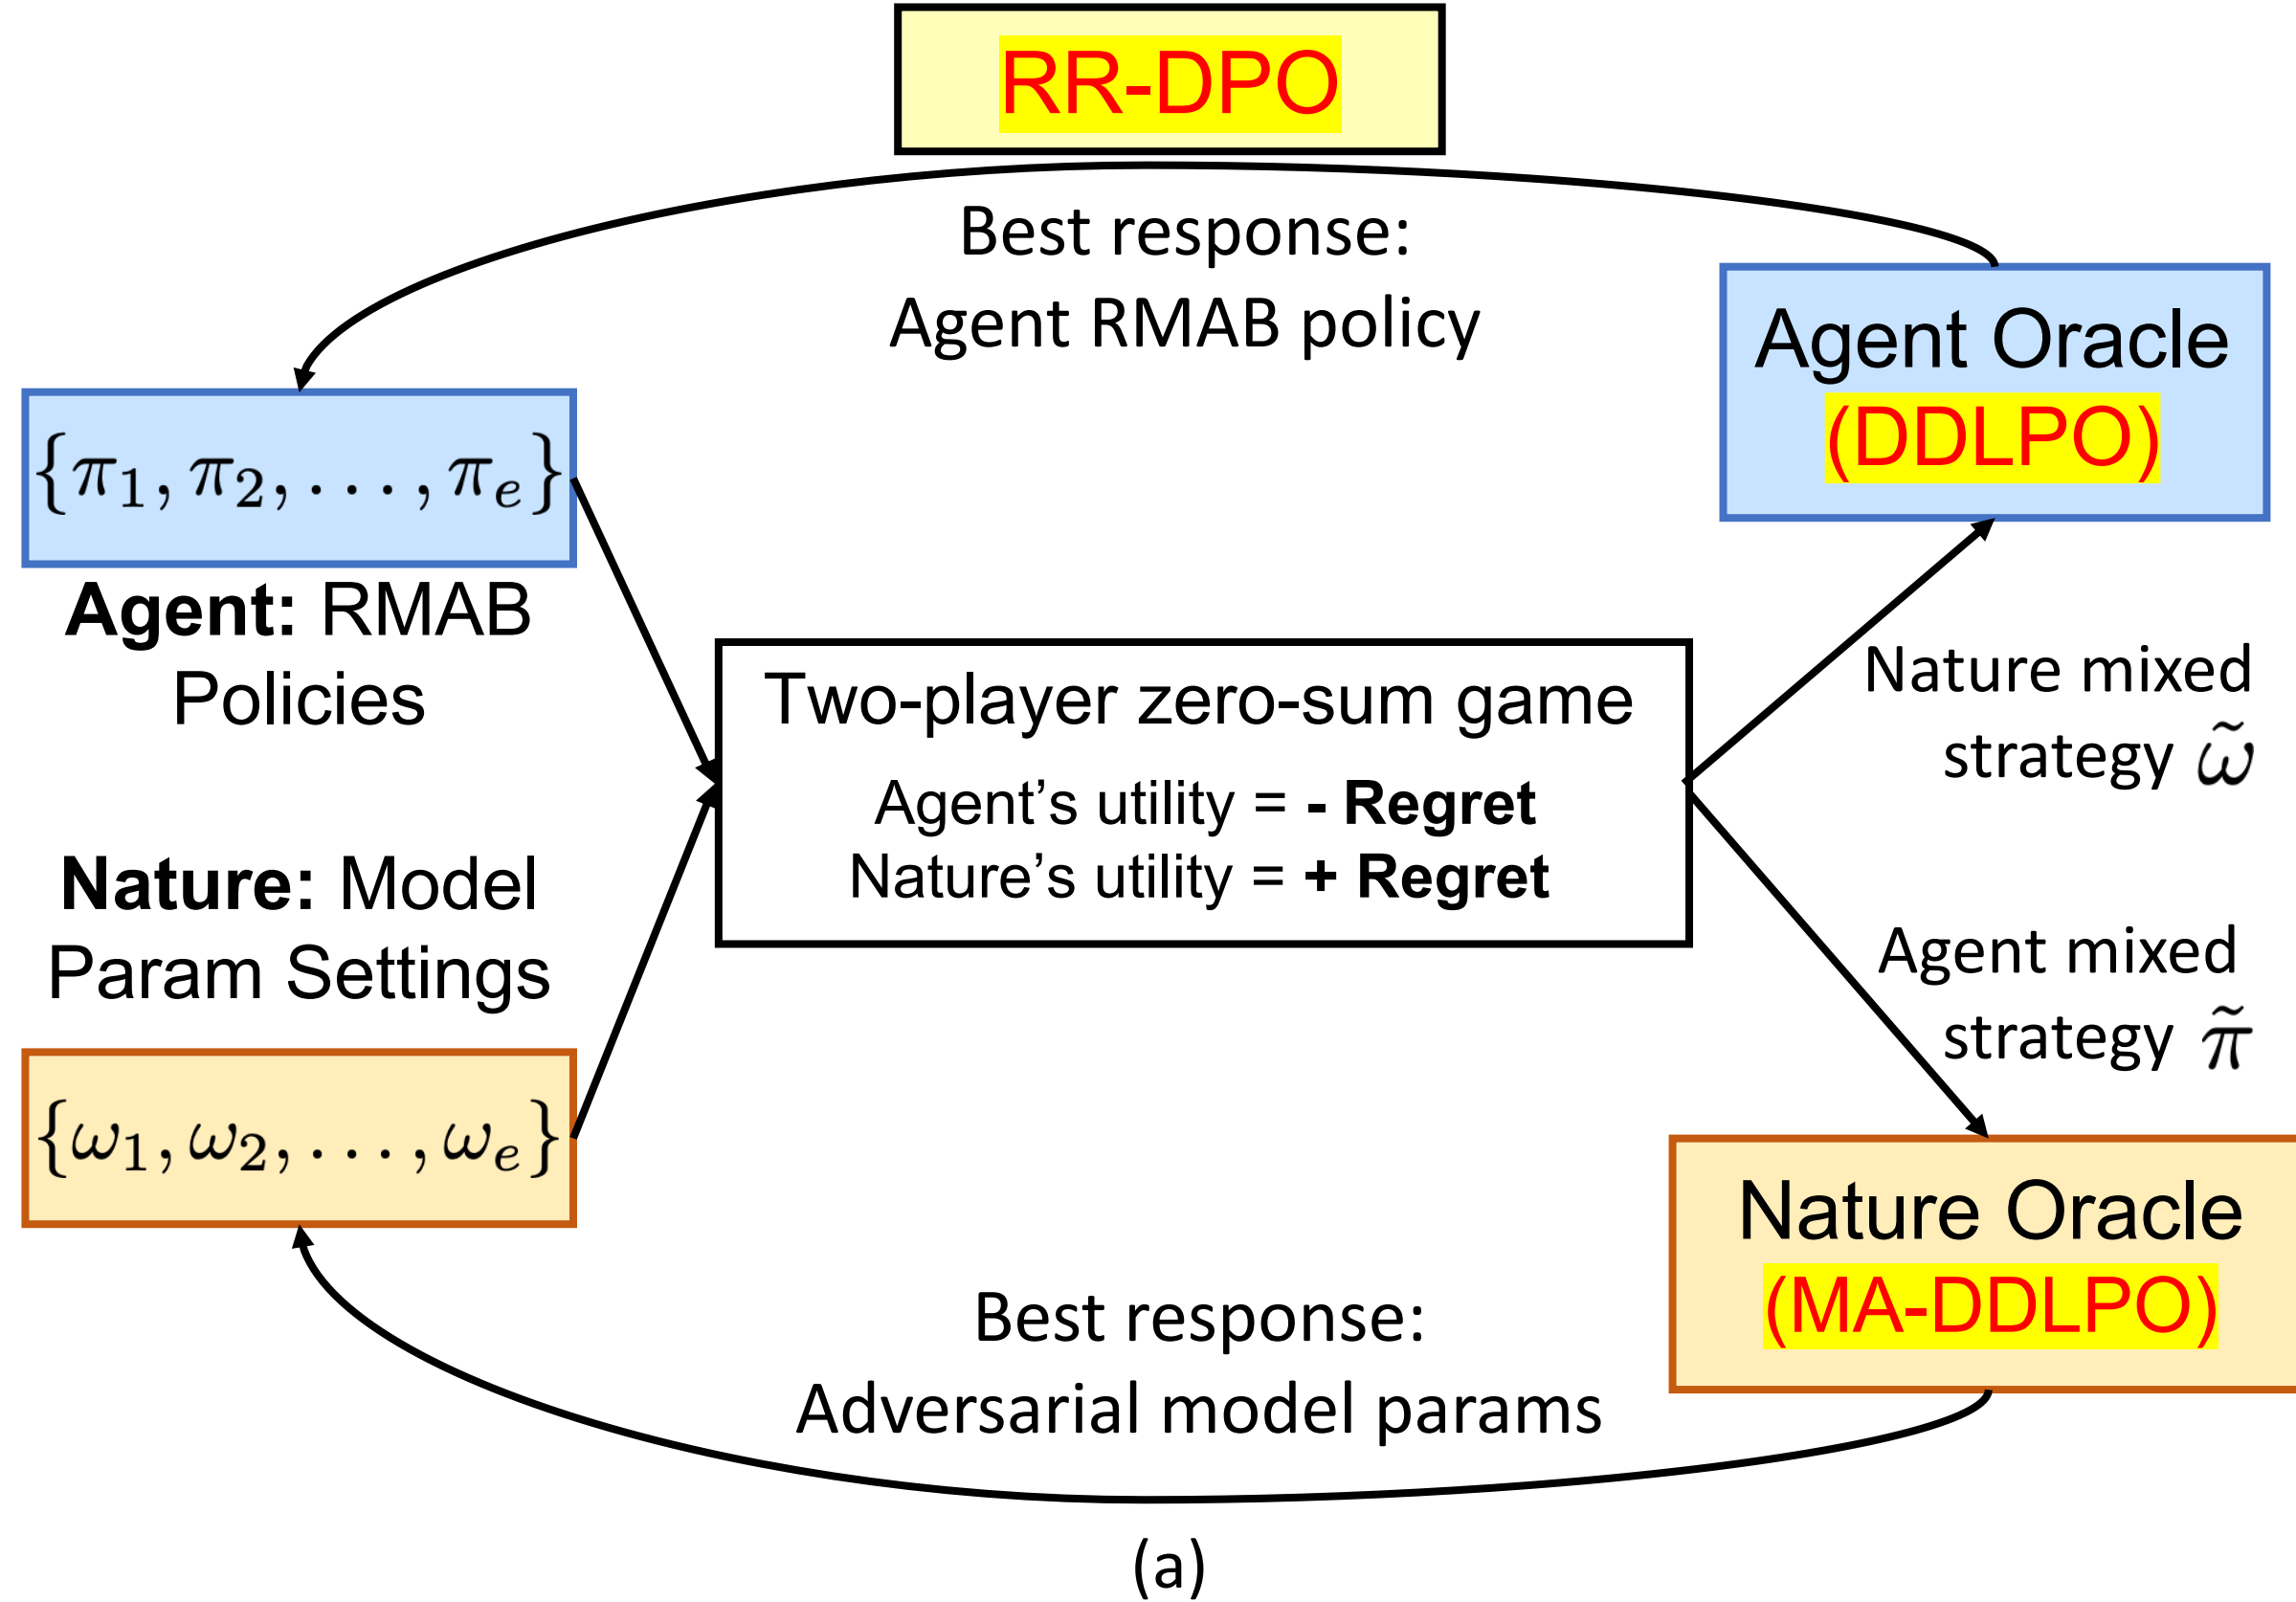 RR-DPO
Best response:
Agent RMAB policy
Agent Oracle
(DDLPO)
{π₁, π₂, . . . , πₑ}
Agent: RMAB
Policies
Two-player zero-sum game
Agent’s utility = - Regret
Nature’s utility = + Regret
Nature mixed
strategy ω̃
Nature: Model
Param Settings
Agent mixed
strategy π̃
{ω₁, ω₂, . . . , ωₑ}
Nature Oracle
(MA-DDLPO)
Best response:
Adversarial model params
(a)